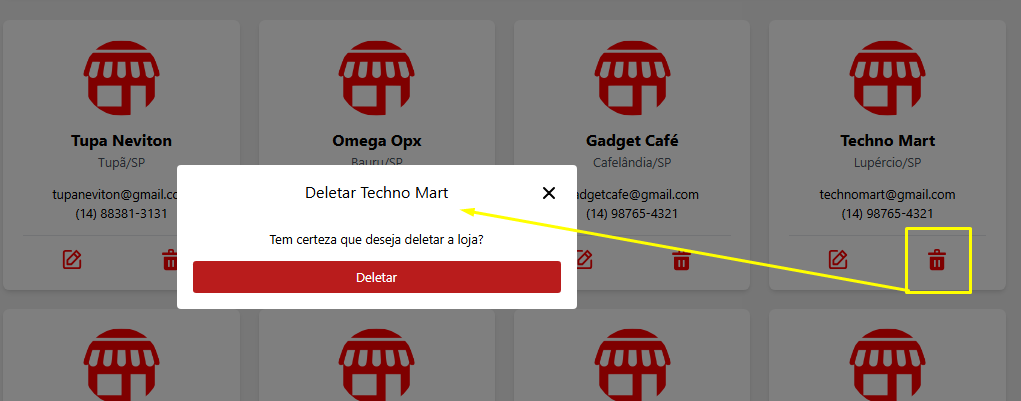 Tupa Neviton
Tupã/SP
tupaneviton@gmail.co
(14) 88381-3131
Omega Opx
Bauru/SP
Gadget Café
Cafelândia/SP
adgetcafe@gmail.com
(14) 98765-4321
Techno Mart
Lupércio/SP
technomart@gmail.com
(14) 98765-4321
Deletar Techno Mart
Tem certeza que deseja deletar a loja?
Deletar